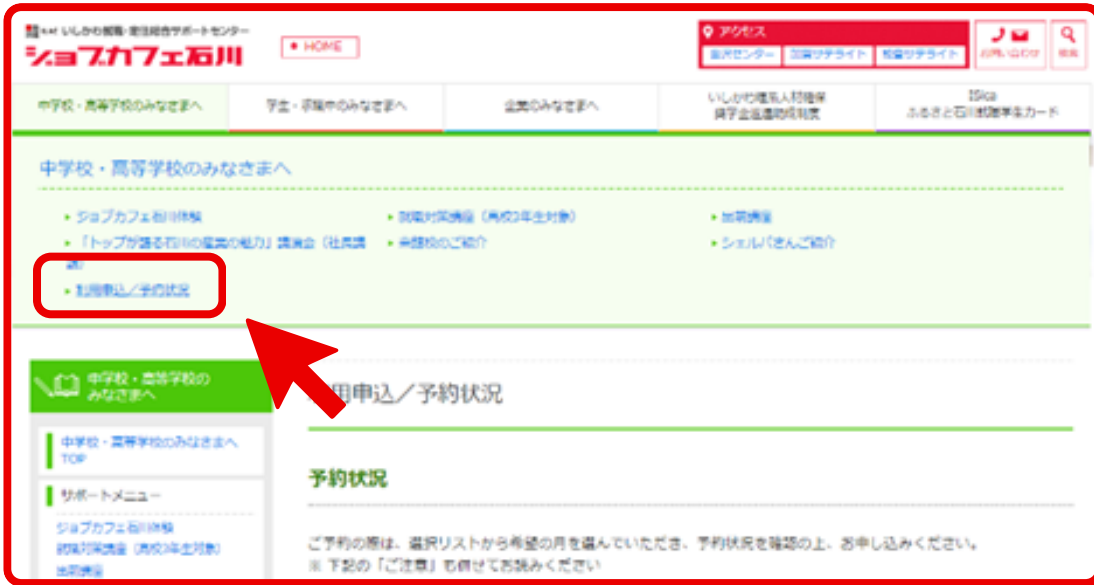 いしかわ就職・定住総合サポートセンター
ジョブカフェ石川
HOME
アクセス
金沢センター 加賀サテライト 能登サテライト
お問い合わせ 検索
中学校・高等学校のみなさまへ 学生・求職中のみなさまへ 企業のみなさまへ いしかわ理系人材確保 ISica
奨学金返還助成制度 ふるさと石川就職学生カード
中学校・高等学校のみなさまへ
ジョブカフェ石川体験 就職対策講座（高校3年生対象） 出前講座
「トップが語る石川の産業の魅力」講演会（社長講 のご紹介 シェルパさんご紹介
話）
利用申込／予約状況
中学校・高等学校の
みなさまへ
用申込／予約状況
中学校・高等学校のみなさまへ
TOP
予約状況
サポートメニュー
ジョブカフェ石川体験
就職対策講座（高校3年生対象）
出前講座
ご予約の際は、選択リストから希望の月を選んでいただき、予約状況を確認の上、お申し込みください。
※ 下記の「ご注意」も併せてお読みください